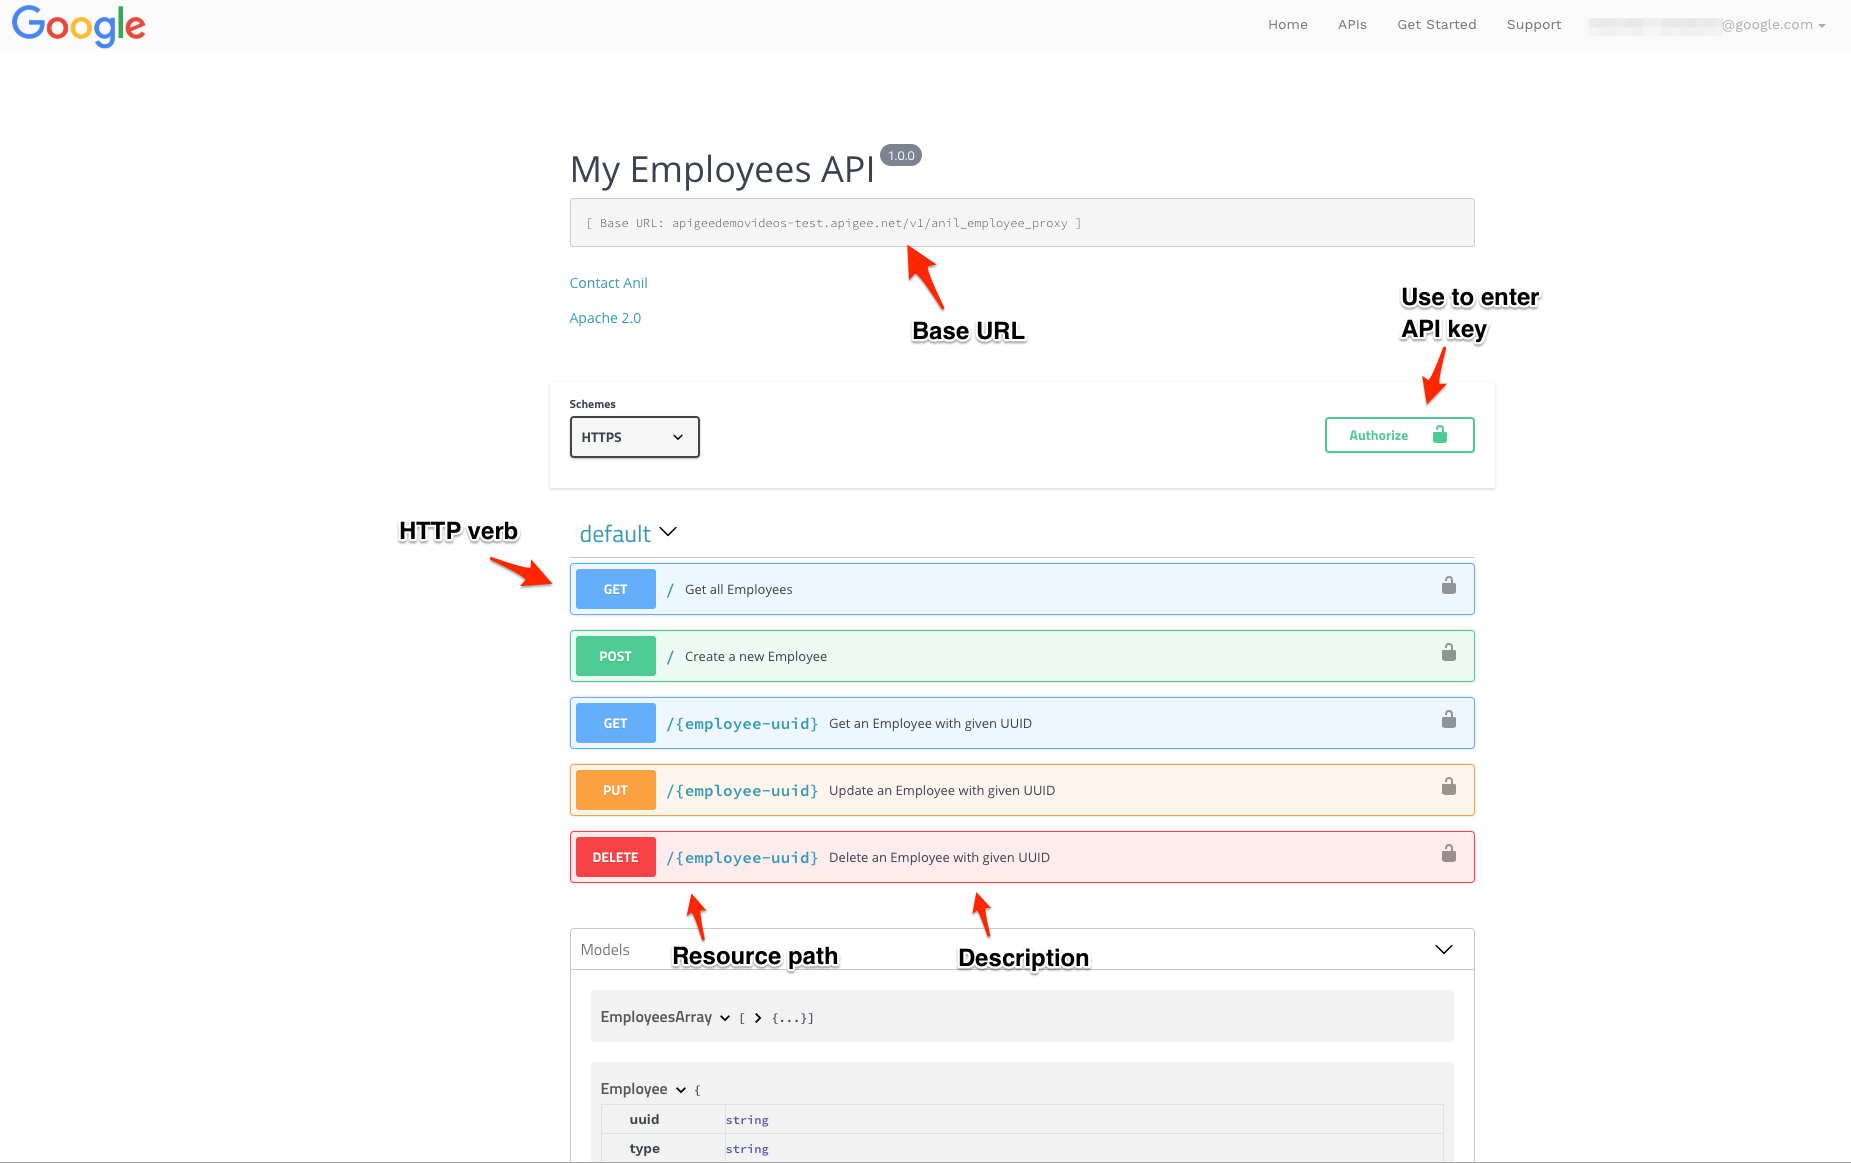 Google
Home APIs Get Started Support @google.com
My Employees API 1.0.0
[ Base URL: apigeedemovideos-test.apigee.net/v1/anil_employee_proxy ]
Contact Anil
Apache 2.0
Base URL
Use to enter
API key
Schemes
HTTPS
Authorize
HTTP verb
default
GET / Get all Employees
POST / Create a new Employee
GET /{employee-uuid} Get an Employee with given UUID
PUT /{employee-uuid} Update an Employee with given UUID
DELETE /{employee-uuid} Delete an Employee with given UUID
Resource path
Description
Models
EmployeesArray [ {...}]
Employee {
uuid string
type string